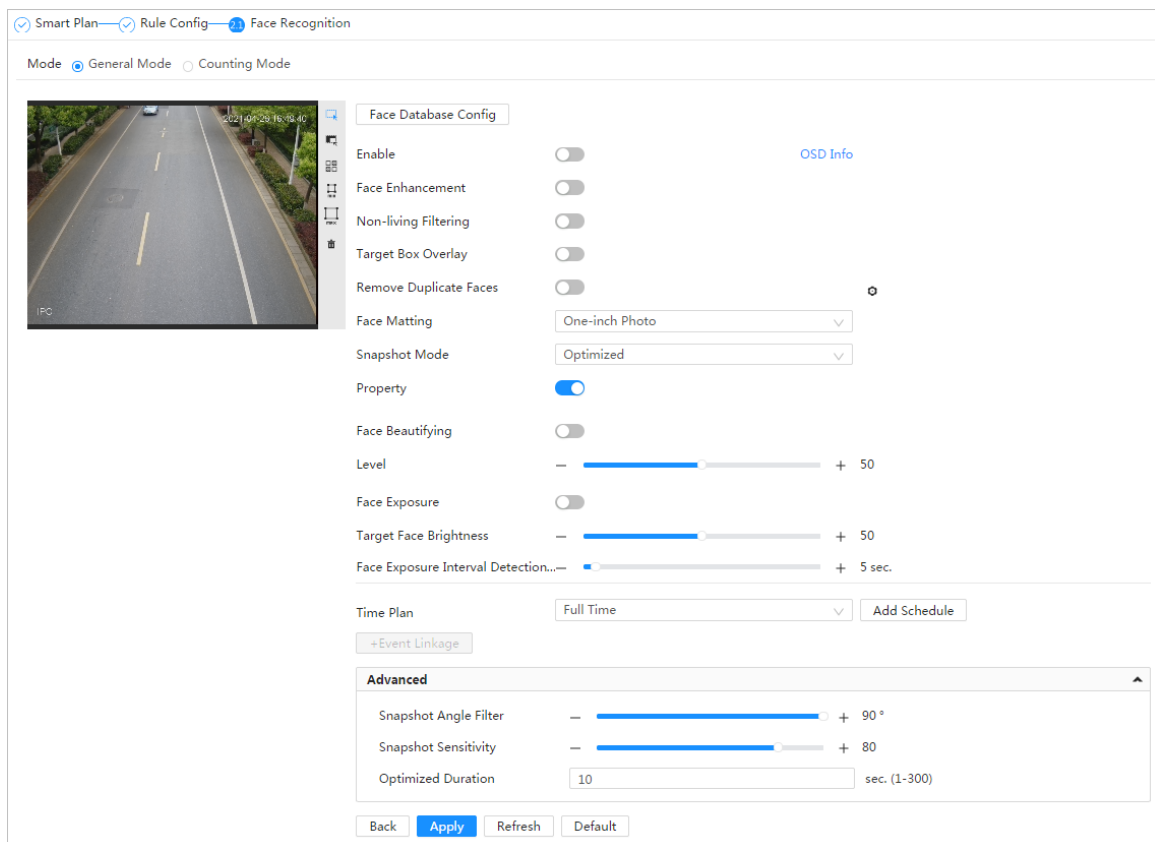 Smart Plan Rule Config 2.1 Face Recognition
Mode General Mode Counting Mode
2021-04-29 16:48:40
IPC
Face Database Config
Enable OSD Info
Face Enhancement
Non-living Filtering
Target Box Overlay
Remove Duplicate Faces
Face Matting One-inch Photo
Snapshot Mode Optimized
Property
Face Beautifying
Level − + 50
Face Exposure
Target Face Brightness − + 50
Face Exposure Interval Detection... − + 5 sec.
Time Plan Full Time Add Schedule
+Event Linkage
Advanced
Snapshot Angle Filter − + 90 °
Snapshot Sensitivity − + 80
Optimized Duration 10 sec. (1-300)
Back Apply Refresh Default